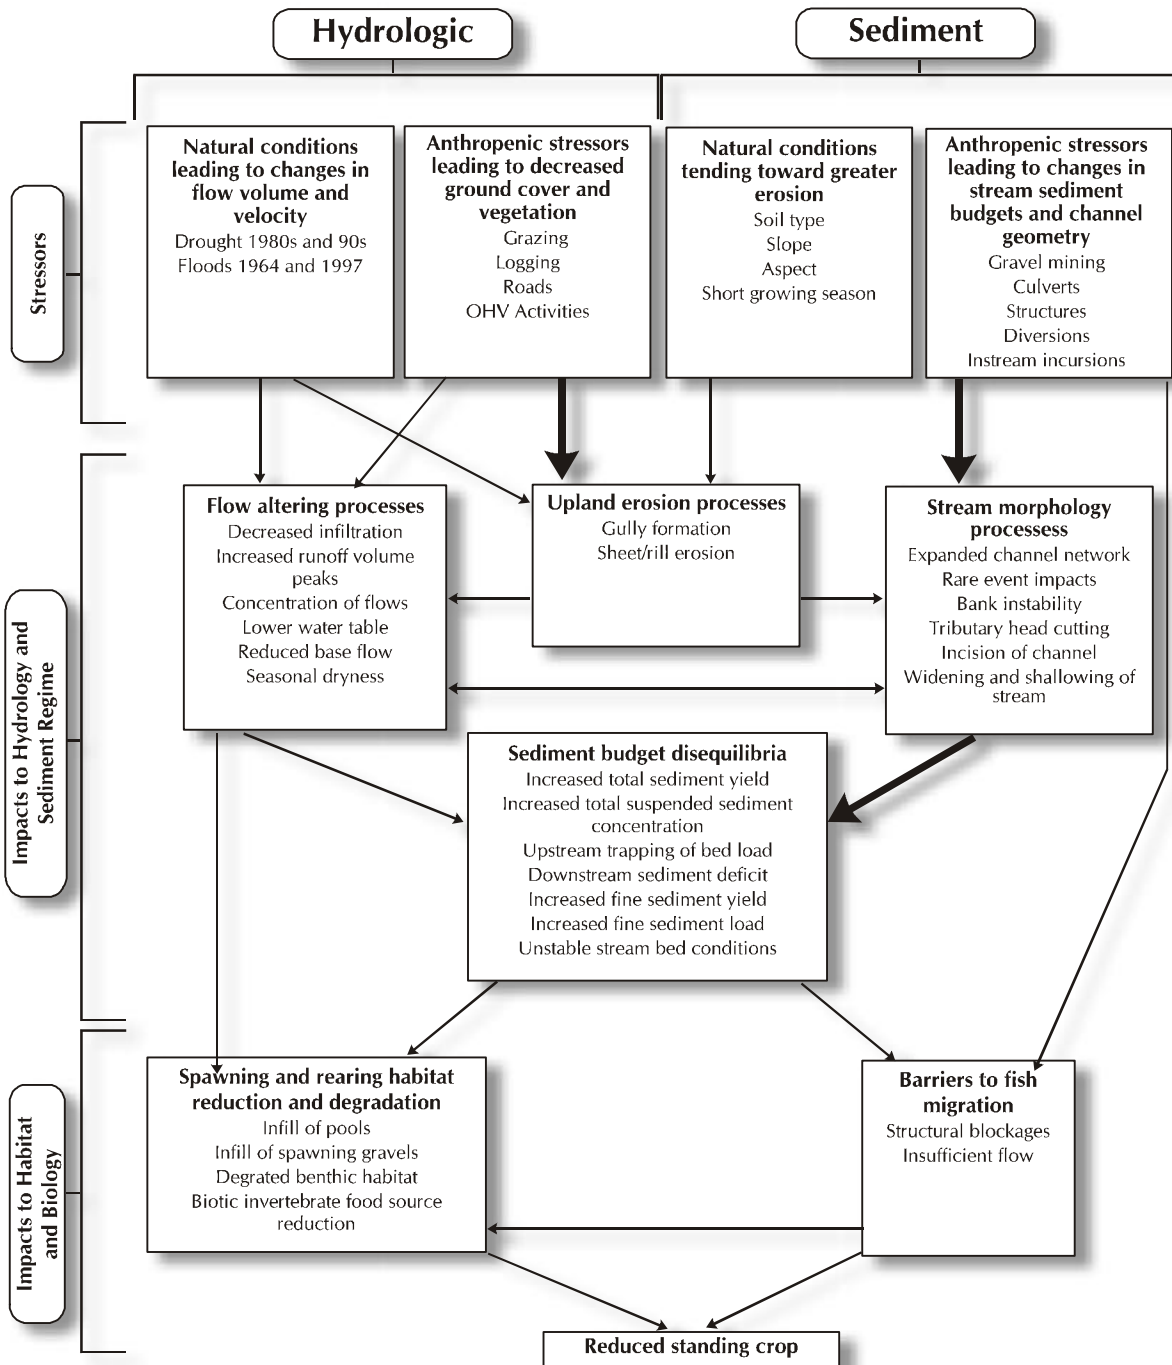 Hydrologic
Sediment
Stressors
Natural conditions
leading to changes in
flow volume and
velocity
Drought 1980s and 90s
Floods 1964 and 1997
Anthropenic stressors
leading to decreased
ground cover and
vegetation
Grazing
Logging
Roads
OHV Activities
Natural conditions
tending toward greater
erosion
Soil type
Slope
Aspect
Short growing season
Anthropenic stressors
leading to changes in
stream sediment
budgets and channel
geometry
Gravel mining
Culverts
Structures
Diversions
Instream incursions
Impacts to Hydrology and
Sediment Regime
Flow altering processes
Decreased infiltration
Increased runoff volume
peaks
Concentration of flows
Lower water table
Reduced base flow
Seasonal dryness
Upland erosion processes
Gully formation
Sheet/rill erosion
Stream morphology
processess
Expanded channel network
Rare event impacts
Bank instability
Tributary head cutting
Incision of channel
Widening and shallowing of
stream
Sediment budget disequilibria
Increased total sediment yield
Increased total suspended sediment
concentration
Upstream trapping of bed load
Downstream sediment deficit
Increased fine sediment yield
Increased fine sediment load
Unstable stream bed conditions
Impacts to Habitat
and Biology
Spawning and rearing habitat
reduction and degradation
Infill of pools
Infill of spawning gravels
Degrated benthic habitat
Biotic invertebrate food source
reduction
Barriers to fish
migration
Structural blockages
Insufficient flow
Reduced standing crop